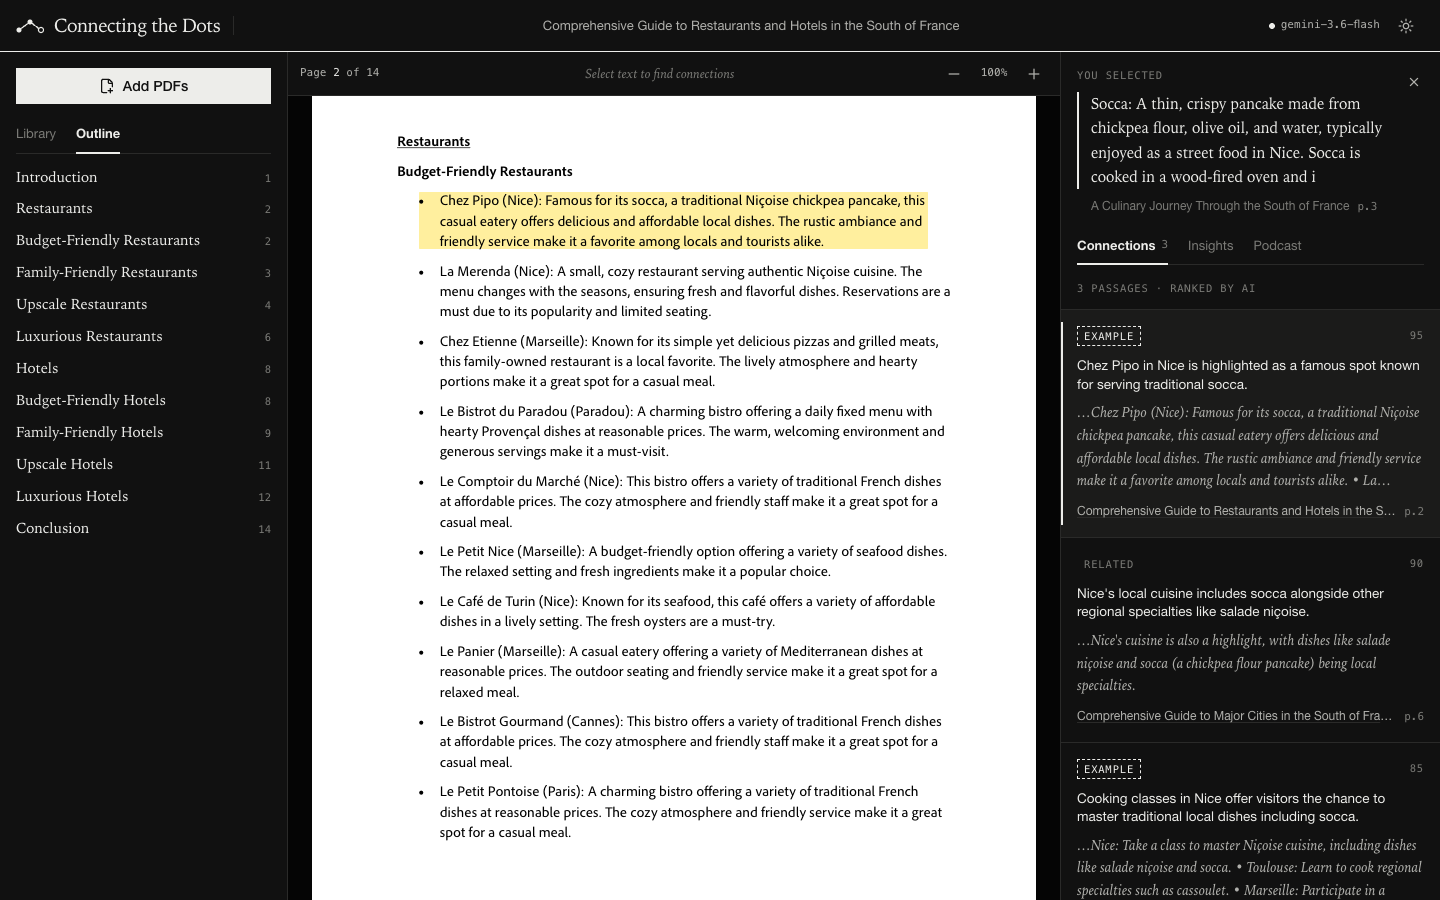 Connecting the Dots
Comprehensive Guide to Restaurants and Hotels in the South of France
gemini-3.6-flash
Add PDFs
Library Outline
Introduction 1
Restaurants 2
Budget-Friendly Restaurants 2
Family-Friendly Restaurants 3
Upscale Restaurants 4
Luxurious Restaurants 6
Hotels 8
Budget-Friendly Hotels 8
Family-Friendly Hotels 9
Upscale Hotels 11
Luxurious Hotels 12
Conclusion 14
Page 2 of 14
Select text to find connections
— 100% +
Restaurants
Budget-Friendly Restaurants
• Chez Pipo (Nice): Famous for its socca, a traditional Niçoise chickpea pancake, this
casual eatery offers delicious and affordable local dishes. The rustic ambiance and
friendly service make it a favorite among locals and tourists alike.
• La Merenda (Nice): A small, cozy restaurant serving authentic Niçoise cuisine. The
menu changes with the seasons, ensuring fresh and flavorful dishes. Reservations are a
must due to its popularity and limited seating.
• Chez Etienne (Marseille): Known for its simple yet delicious pizzas and grilled meats,
this family-owned restaurant is a local favorite. The lively atmosphere and hearty
portions make it a great spot for a casual meal.
• Le Bistrot du Paradou (Paradou): A charming bistro offering a daily fixed menu with
hearty Provençal dishes at reasonable prices. The warm, welcoming environment and
generous servings make it a must-visit.
• Le Comptoir du Marché (Nice): This bistro offers a variety of traditional French dishes
at affordable prices. The cozy atmosphere and friendly staff make it a great spot for a
casual meal.
• Le Petit Nice (Marseille): A budget-friendly option offering a variety of seafood dishes.
The relaxed setting and fresh ingredients make it a popular choice.
• Le Café de Turin (Nice): Known for its seafood, this café offers a variety of affordable
dishes in a lively setting. The fresh oysters are a must-try.
• Le Panier (Marseille): A casual eatery offering a variety of Mediterranean dishes at
reasonable prices. The outdoor seating and friendly service make it a great spot for a
relaxed meal.
• Le Bistrot Gourmand (Cannes): This bistro offers a variety of traditional French dishes
at affordable prices. The cozy atmosphere and friendly staff make it a great spot for a
casual meal.
• Le Petit Pontoise (Paris): A charming bistro offering a variety of traditional French
dishes at reasonable prices. The cozy atmosphere and friendly service make it a great
spot for a casual meal.
YOU SELECTED
Socca: A thin, crispy pancake made from
chickpea flour, olive oil, and water, typically
enjoyed as a street food in Nice. Socca is
cooked in a wood-fired oven and i
A Culinary Journey Through the South of France p.3
Connections 3 Insights Podcast
3 PASSAGES · RANKED BY AI
EXAMPLE 95
Chez Pipo in Nice is highlighted as a famous spot known
for serving traditional socca.
…Chez Pipo (Nice): Famous for its socca, a traditional Niçoise
chickpea pancake, this casual eatery offers delicious and
affordable local dishes. The rustic ambiance and friendly service
make it a favorite among locals and tourists alike. • La…
Comprehensive Guide to Restaurants and Hotels in the S… p.2
RELATED 90
Nice's local cuisine includes socca alongside other
regional specialties like salade niçoise.
…Nice's cuisine is also a highlight, with dishes like salade
niçoise and socca (a chickpea flour pancake) being local
specialties.
Comprehensive Guide to Major Cities in the South of Fra… p.6
EXAMPLE 85
Cooking classes in Nice offer visitors the chance to
master traditional local dishes including socca.
…Nice: Take a class to master Niçoise cuisine, including dishes
like salade niçoise and socca. • Toulouse: Learn to cook regional
specialties such as cassoulet. • Marseille: Participate in a